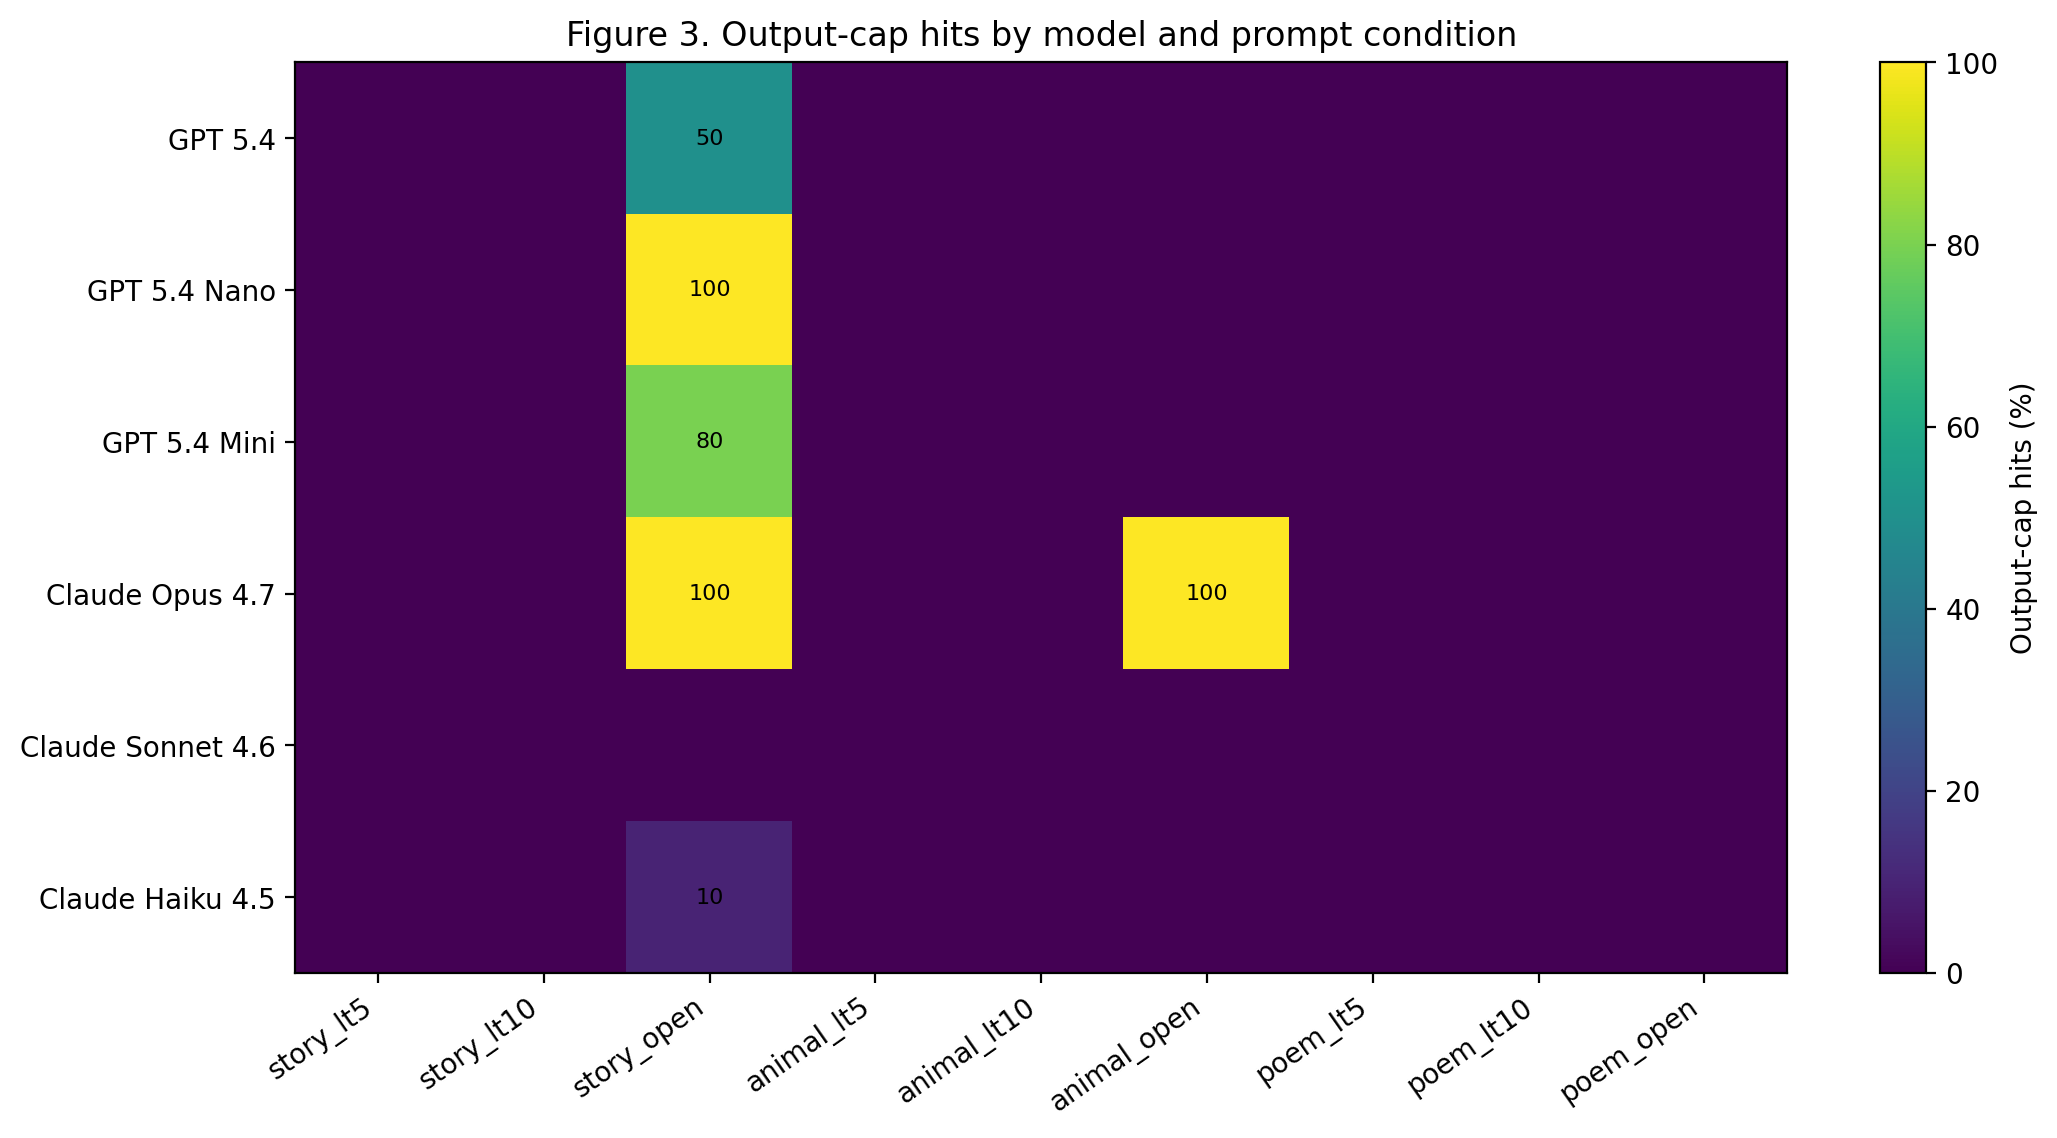 Figure 3. Output-cap hits by model and prompt condition
GPT 5.4
GPT 5.4 Nano
GPT 5.4 Mini
Claude Opus 4.7
Claude Sonnet 4.6
Claude Haiku 4.5
50
100
80
100
100
10
story_lt5
story_lt10
story_open
animal_lt5
animal_lt10
animal_open
poem_lt5
poem_lt10
poem_open
100
80
60
40
20
0
Output-cap hits (%)